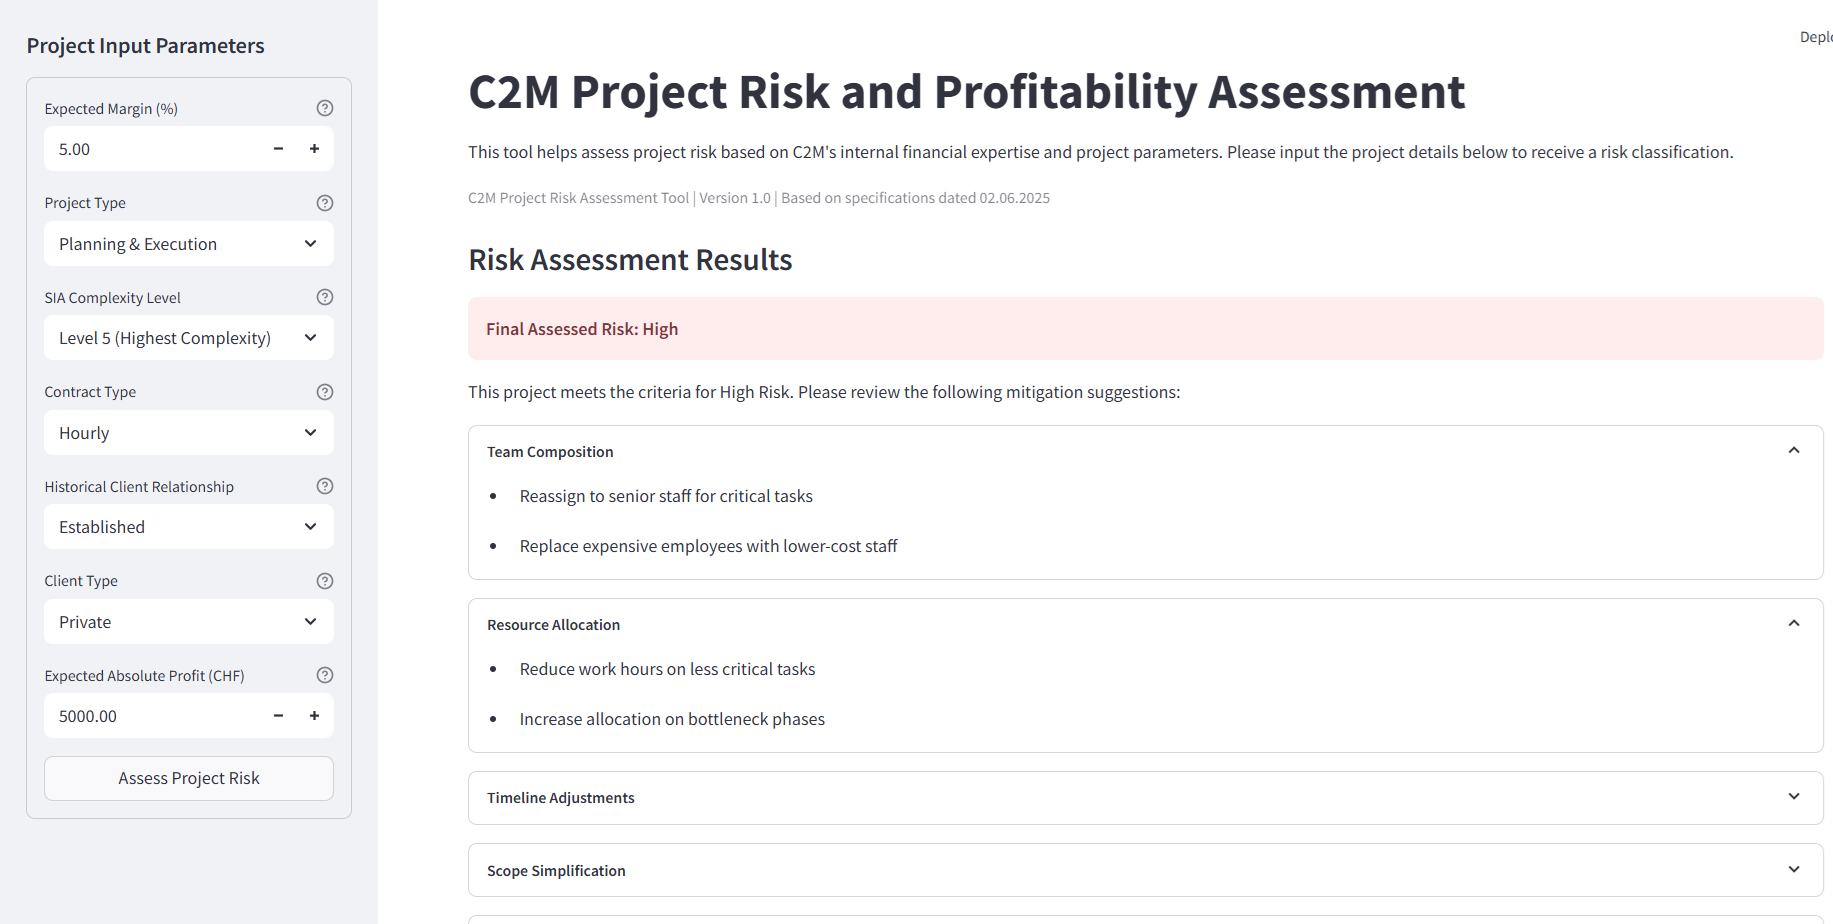 Project Input Parameters
Expected Margin (%)
5.00
Project Type
Planning & Execution
SIA Complexity Level
Level 5 (Highest Complexity)
Contract Type
Hourly
Historical Client Relationship
Established
Client Type
Private
Expected Absolute Profit (CHF)
5000.00
Assess Project Risk
C2M Project Risk and Profitability Assessment
This tool helps assess project risk based on C2M's internal financial expertise and project parameters. Please input the project details below to receive a risk classification.
C2M Project Risk Assessment Tool | Version 1.0 | Based on specifications dated 02.06.2025
Risk Assessment Results
Final Assessed Risk: High
This project meets the criteria for High Risk. Please review the following mitigation suggestions:
Team Composition
• Reassign to senior staff for critical tasks
• Replace expensive employees with lower-cost staff
Resource Allocation
• Reduce work hours on less critical tasks
• Increase allocation on bottleneck phases
Timeline Adjustments
Scope Simplification